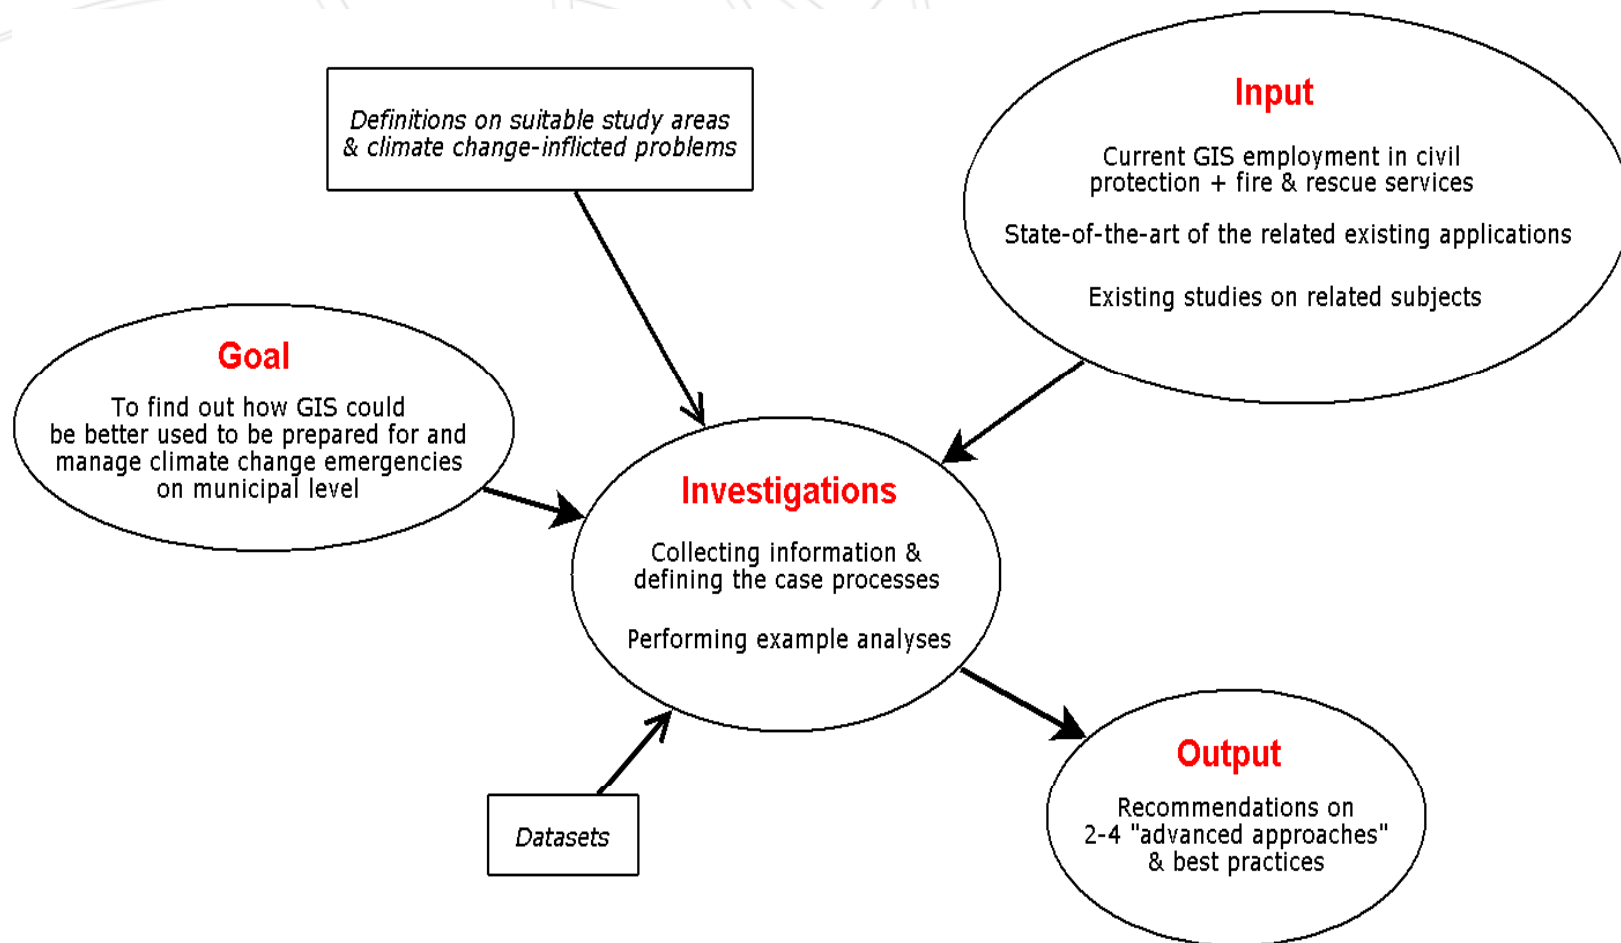 Definitions on suitable study areas
& climate change-inflicted problems
Input
Current GIS employment in civil
protection + fire & rescue services
State-of-the-art of the related existing applications
Existing studies on related subjects
Goal
To find out how GIS could
be better used to be prepared for and
manage climate change emergencies
on municipal level
Investigations
Collecting information &
defining the case processes
Performing example analyses
Datasets
Output
Recommendations on
2-4 "advanced approaches"
& best practices